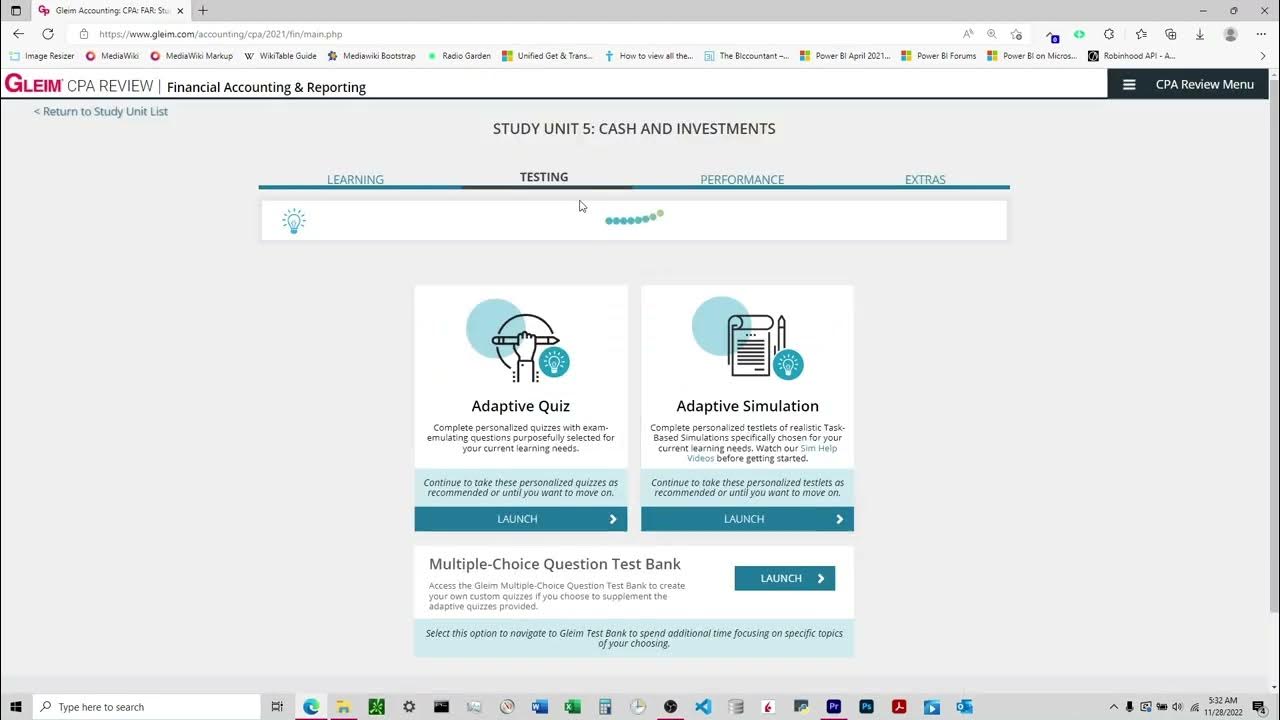 Gleim Accounting: CPA: FAR: Stu
https://www.gleim.com/accounting/cpa/2021/fin/main.php
Image Resizer
MediaWiki
MediaWiki Markup
WikiTable Guide
Mediawiki Bootstrap
Radio Garden
Unified Get & Trans...
How to view all the...
The BIccountant –...
Power BI April 2021...
Power BI Forums
Power BI on Micros...
Robinhood API - A...
GLEIM CPA REVIEW | Financial Accounting & Reporting
CPA Review Menu
< Return to Study Unit List
STUDY UNIT 5: CASH AND INVESTMENTS
LEARNING
TESTING
PERFORMANCE
EXTRAS
Adaptive Quiz
Complete personalized quizzes with exam-
emulating questions purposefully selected for
your current learning needs.
Continue to take these personalized quizzes as
recommended or until you want to move on.
LAUNCH
Adaptive Simulation
Complete personalized testlets of realistic Task-
Based Simulations specifically chosen for your
current learning needs. Watch our Sim Help
Videos before getting started.
Continue to take these personalized testlets as
recommended or until you want to move on.
LAUNCH
Multiple-Choice Question Test Bank
Access the Gleim Multiple-Choice Question Test Bank to create
your own custom quizzes if you choose to supplement the
adaptive quizzes provided.
LAUNCH
Select this option to navigate to Gleim Test Bank to spend additional time focusing on specific topics
of your choosing.
Type here to search
5:32 AM
11/28/2022